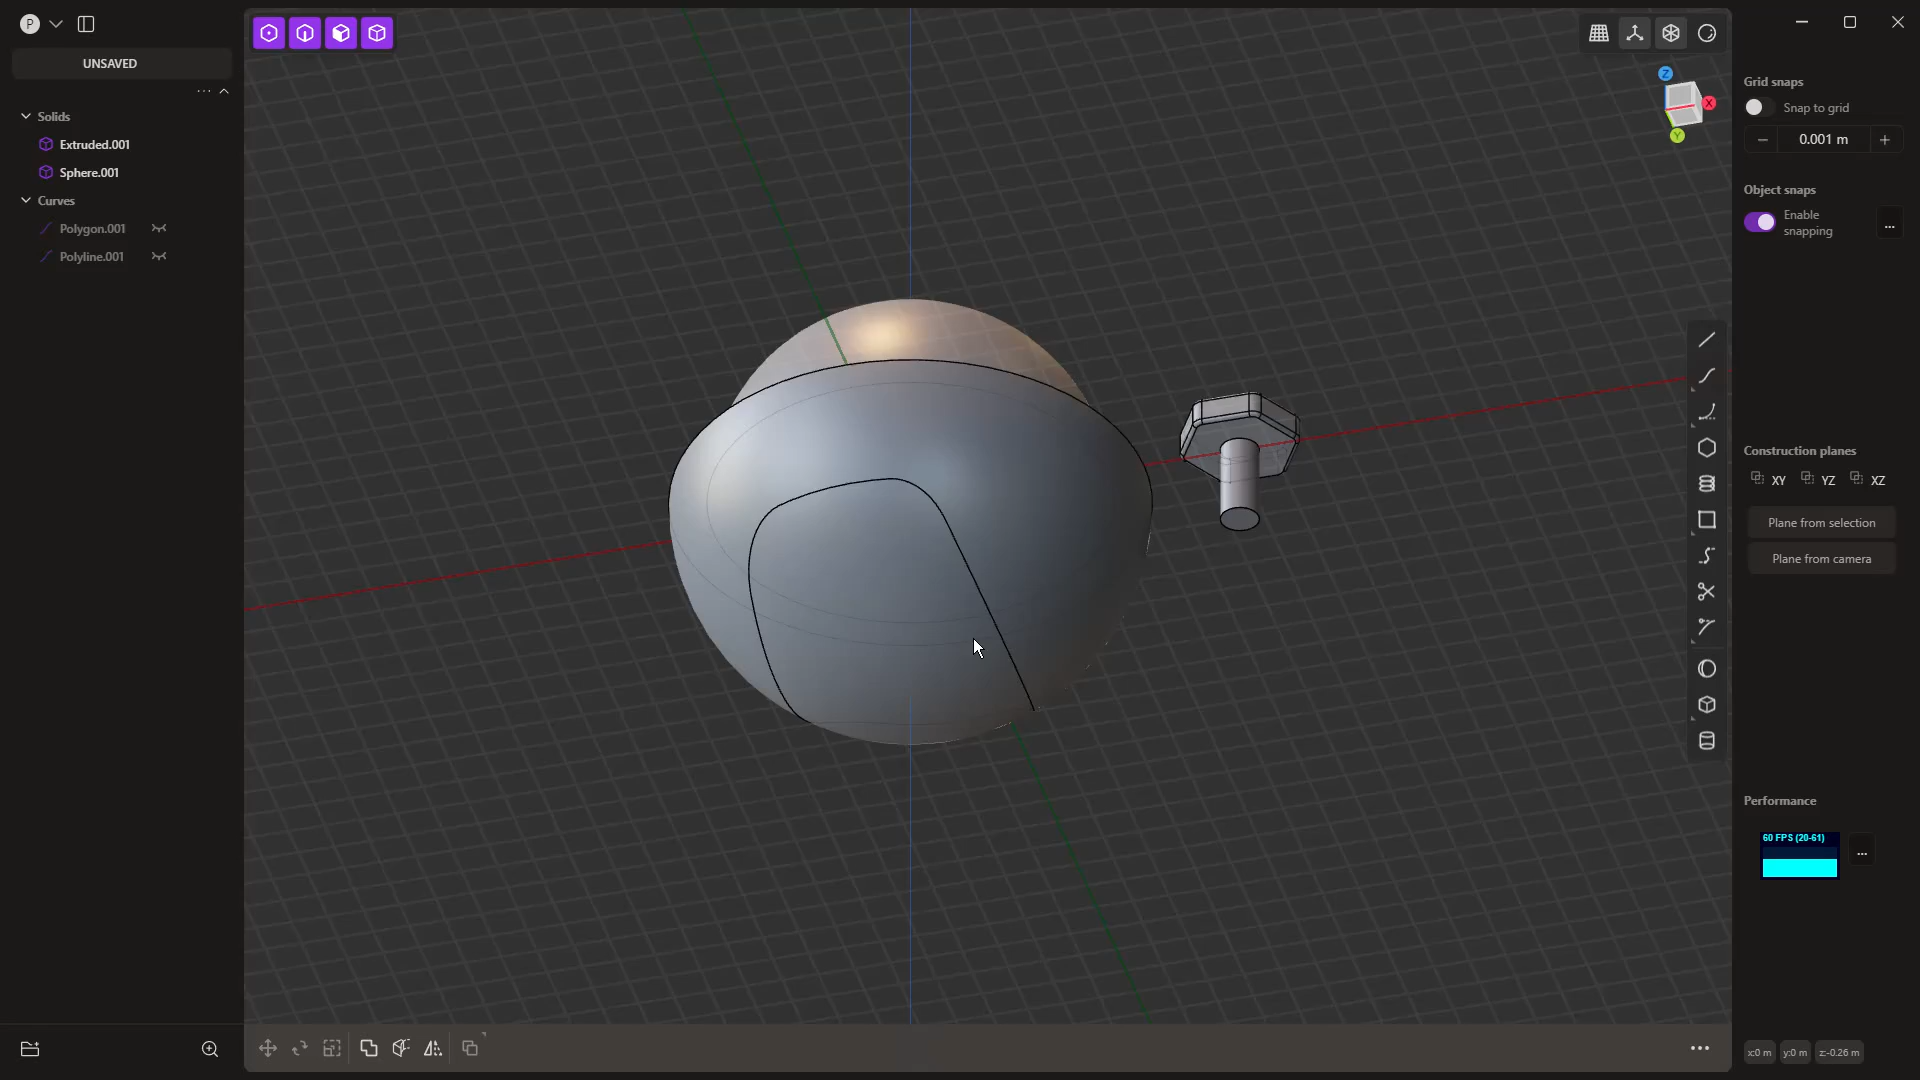 P
UNSAVED
Solids
Extruded.001
Sphere.001
Curves
Polygon.001
Polyline.001
Z
X
Y
Grid snaps
Snap to grid
0.001 m
Object snaps
Enable
snapping
...
Construction planes
XY YZ XZ
Plane from selection
Plane from camera
Performance
60 FPS (20-61)
...
x:0 m y:0 m z:-0.26 m